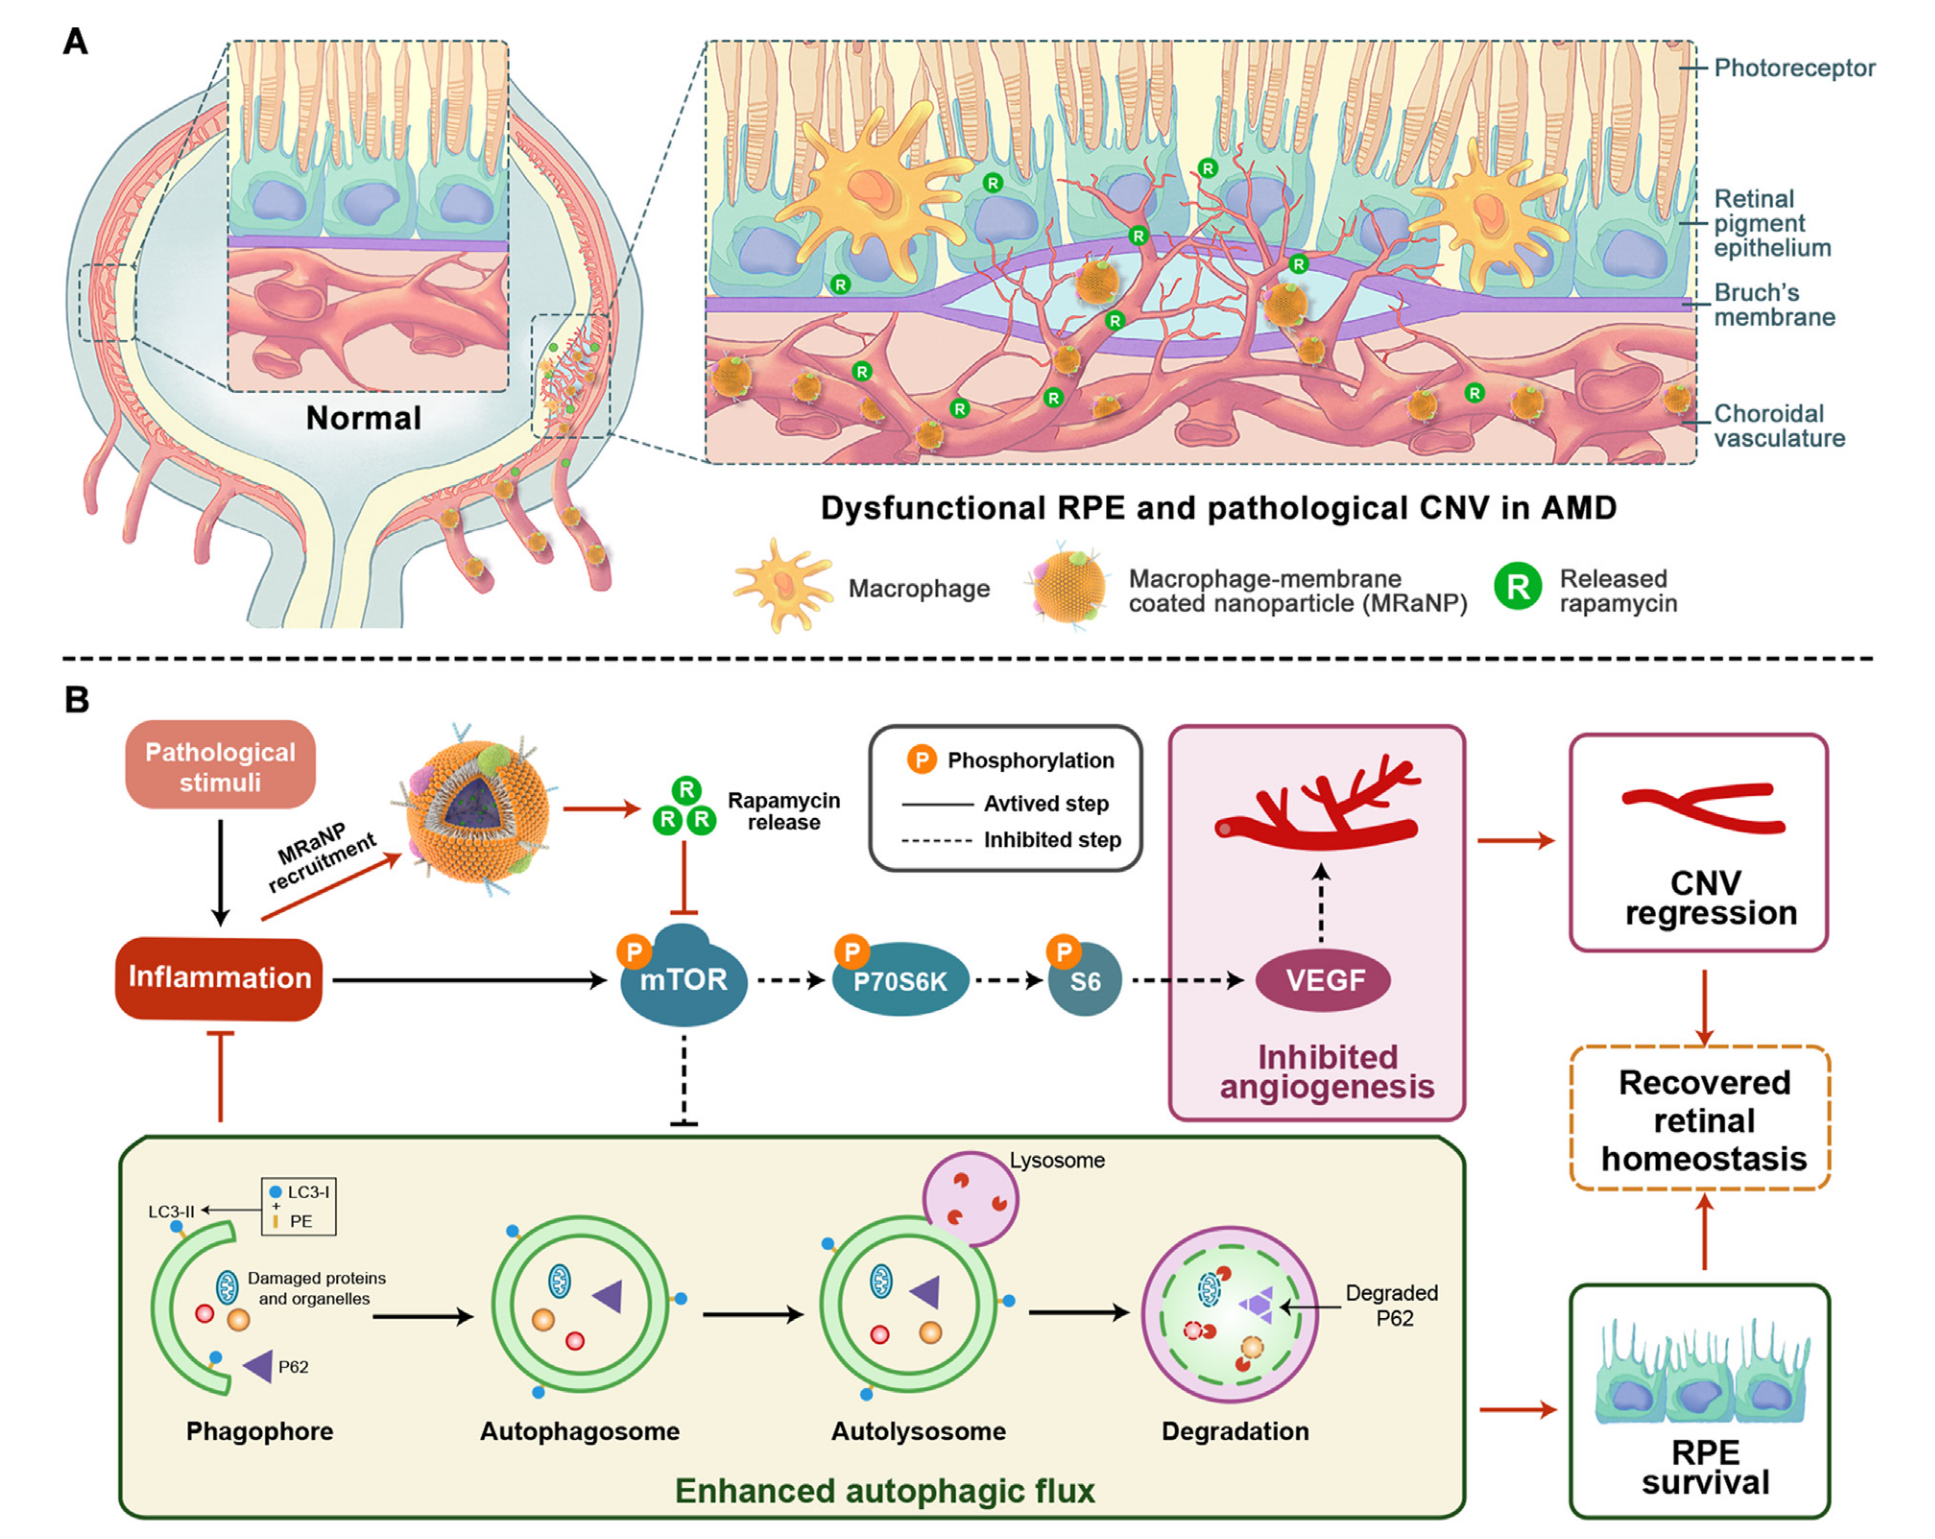 A
Normal
Photoreceptor
Retinal
pigment
epithelium
Bruch's
membrane
Choroidal
vasculature
R
R
R
R
R
R
R
R
R
R
Dysfunctional RPE and pathological CNV in AMD
Macrophage
Macrophage-membrane
coated nanoparticle (MRaNP)
R
Released
rapamycin
B
Pathological
stimuli
MRaNP
recruitment
R
R R
Rapamycin
release
P Phosphorylation
Avtived step
Inhibited step
CNV
regression
Inflammation
P
mTOR
P
P70S6K
P
S6
VEGF
Inhibited
angiogenesis
Recovered
retinal
homeostasis
LC3-II
LC3-I
+
PE
Damaged proteins
and organelles
P62
Lysosome
Degraded
P62
Phagophore
Autophagosome
Autolysosome
Degradation
Enhanced autophagic flux
RPE
survival